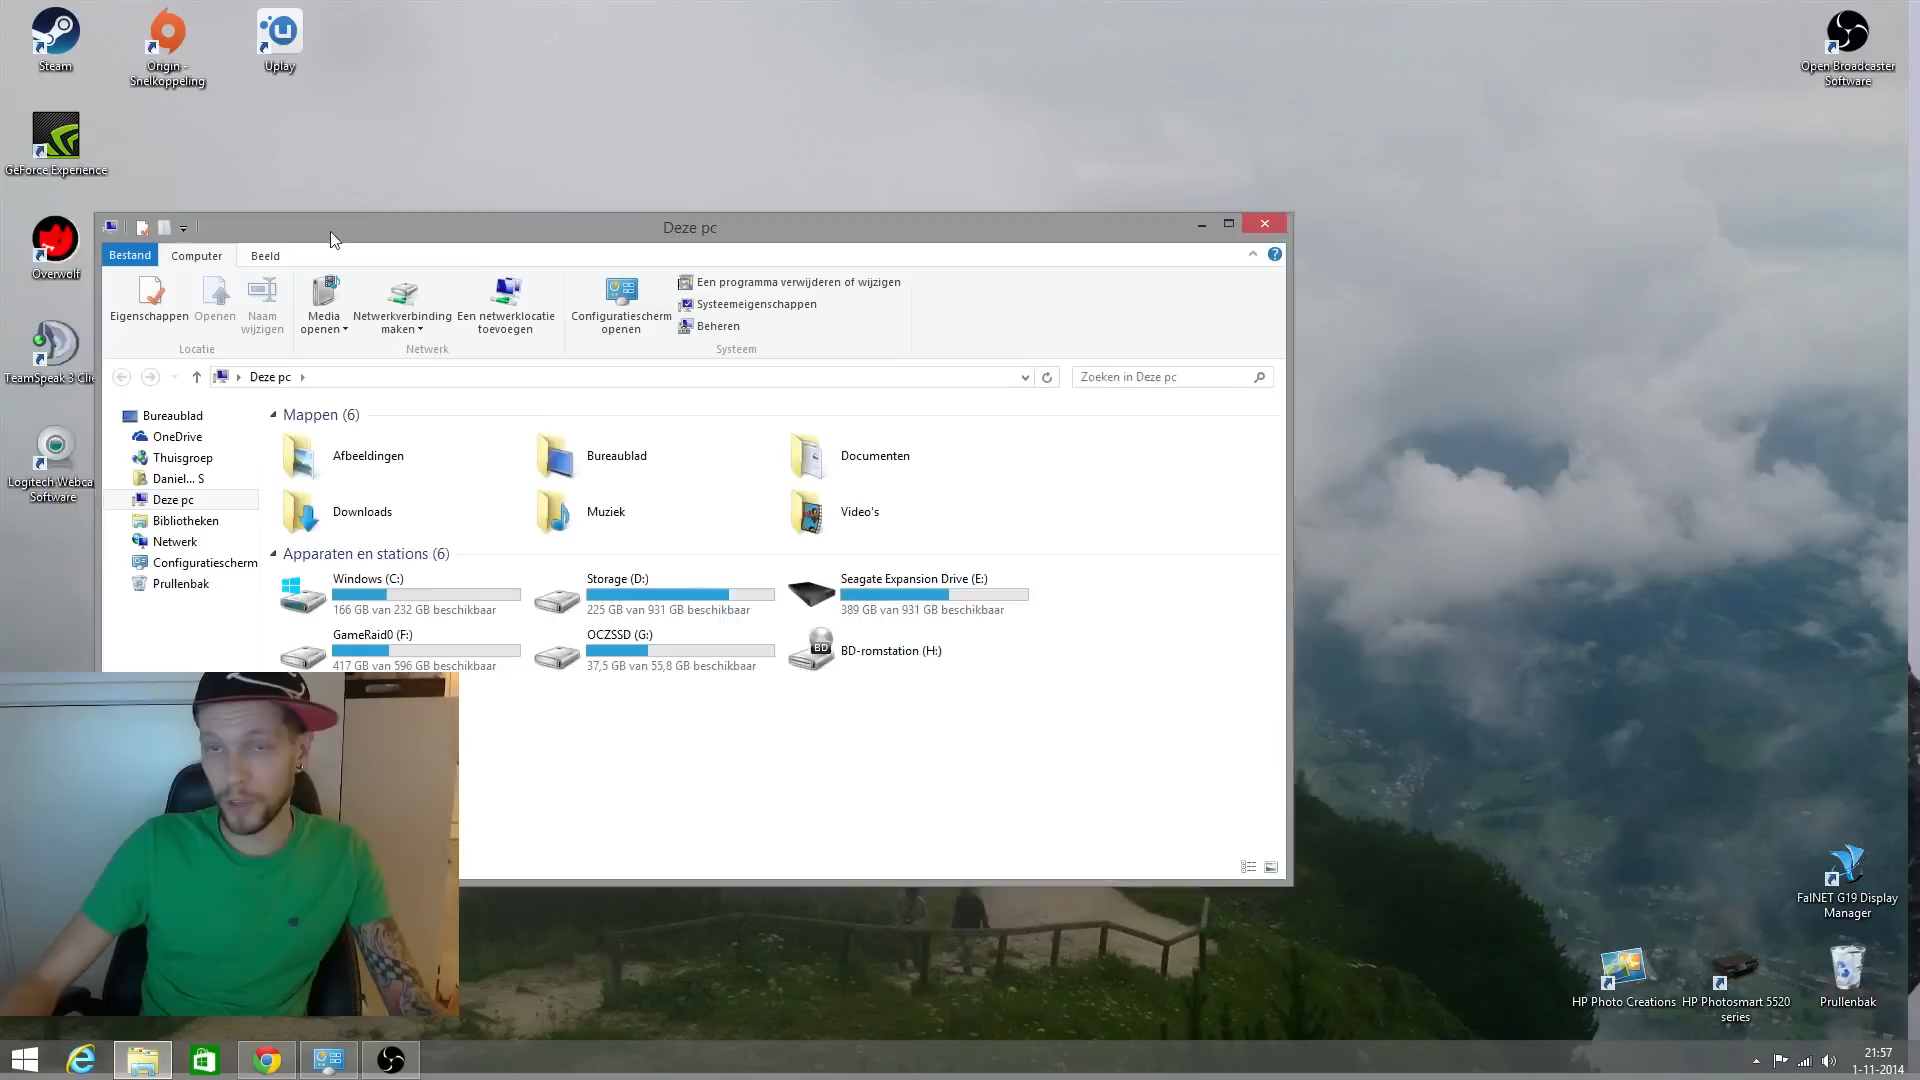 Steam
Origin -
Snelkoppeling
Uplay
Open Broadcaster
Software
GeForce Experience
Overwolf
TeamSpeak 3 Clie
Logitech Webca
Software
Deze pc
Bestand
Computer
Beeld
Eigenschappen
Openen
Naam
wijzigen
Media
openen
Netwerkverbinding
maken
Een netwerklocatie
toevoegen
Configuratiescherm
openen
Een programma verwijderen of wijzigen
Systeemeigenschappen
Beheren
Locatie
Netwerk
Systeem
Deze pc
Zoeken in Deze pc
Bureaublad
OneDrive
Thuisgroep
Daniel... S
Deze pc
Bibliotheken
Netwerk
Configuratiescherm
Prullenbak
Mappen (6)
Afbeeldingen
Bureaublad
Documenten
Downloads
Muziek
Video's
Apparaten en stations (6)
Windows (C:)
166 GB van 232 GB beschikbaar
Storage (D:)
225 GB van 931 GB beschikbaar
Seagate Expansion Drive (E:)
389 GB van 931 GB beschikbaar
GameRaid0 (F:)
417 GB van 596 GB beschikbaar
OCZSSD (G:)
37,5 GB van 55,8 GB beschikbaar
BD
BD-romstation (H:)
FalNET G19 Display
Manager
HP Photo Creations
HP Photosmart 5520
series
Prullenbak
21:57
1-11-2014